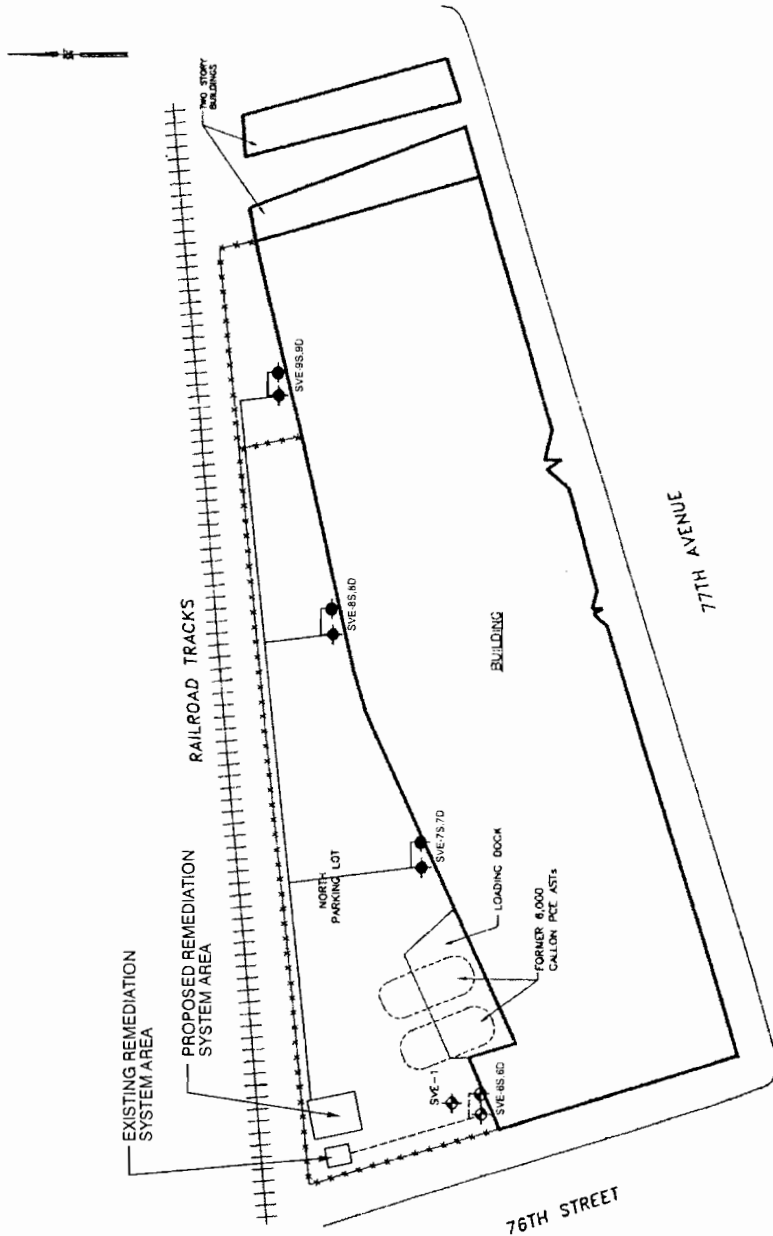 TWO STORY
BUILDINGS
RAILROAD TRACKS
EXISTING REMEDIATION
SYSTEM AREA
PROPOSED REMEDIATION
SYSTEM AREA
SVE-9S,9D
SVE-8S,8D
NORTH
PARKING LOT
SVE-7S,7D
BUILDING
LOADING DOCK
FORMER 6,000
GALLON PCE ASTs
SVE-1
SVE-6S,6D
77TH AVENUE
76TH STREET